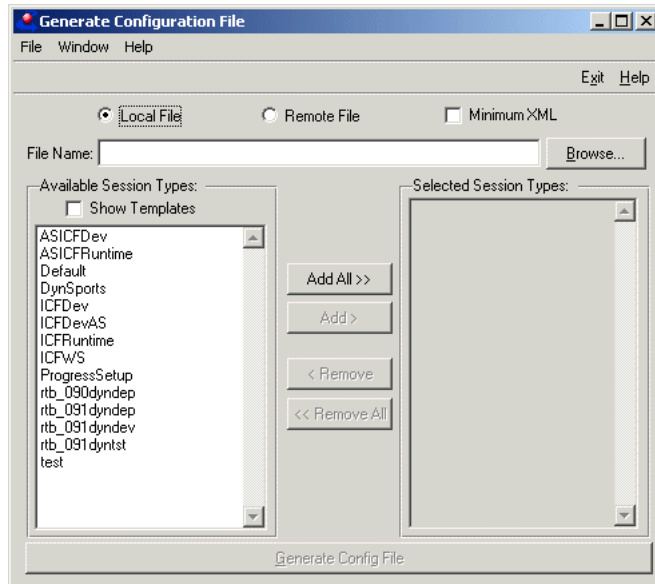 Generate Configuration File
File Window Help
Exit Help
Local File Remote File Minimum XML
File Name: Browse...
Available Session Types: Selected Session Types:
Show Templates
ASICFDev
ASICFRuntime
Default
DynSports
ICFDev
ICFDevAS
ICFRuntime
ICFWS
ProgressSetup
rtb_090dyndep
rtb_091dyndep
rtb_091dyndev
rtb_091dyntst
test
Add All >>
Add >
< Remove
<< Remove All
Generate Config File